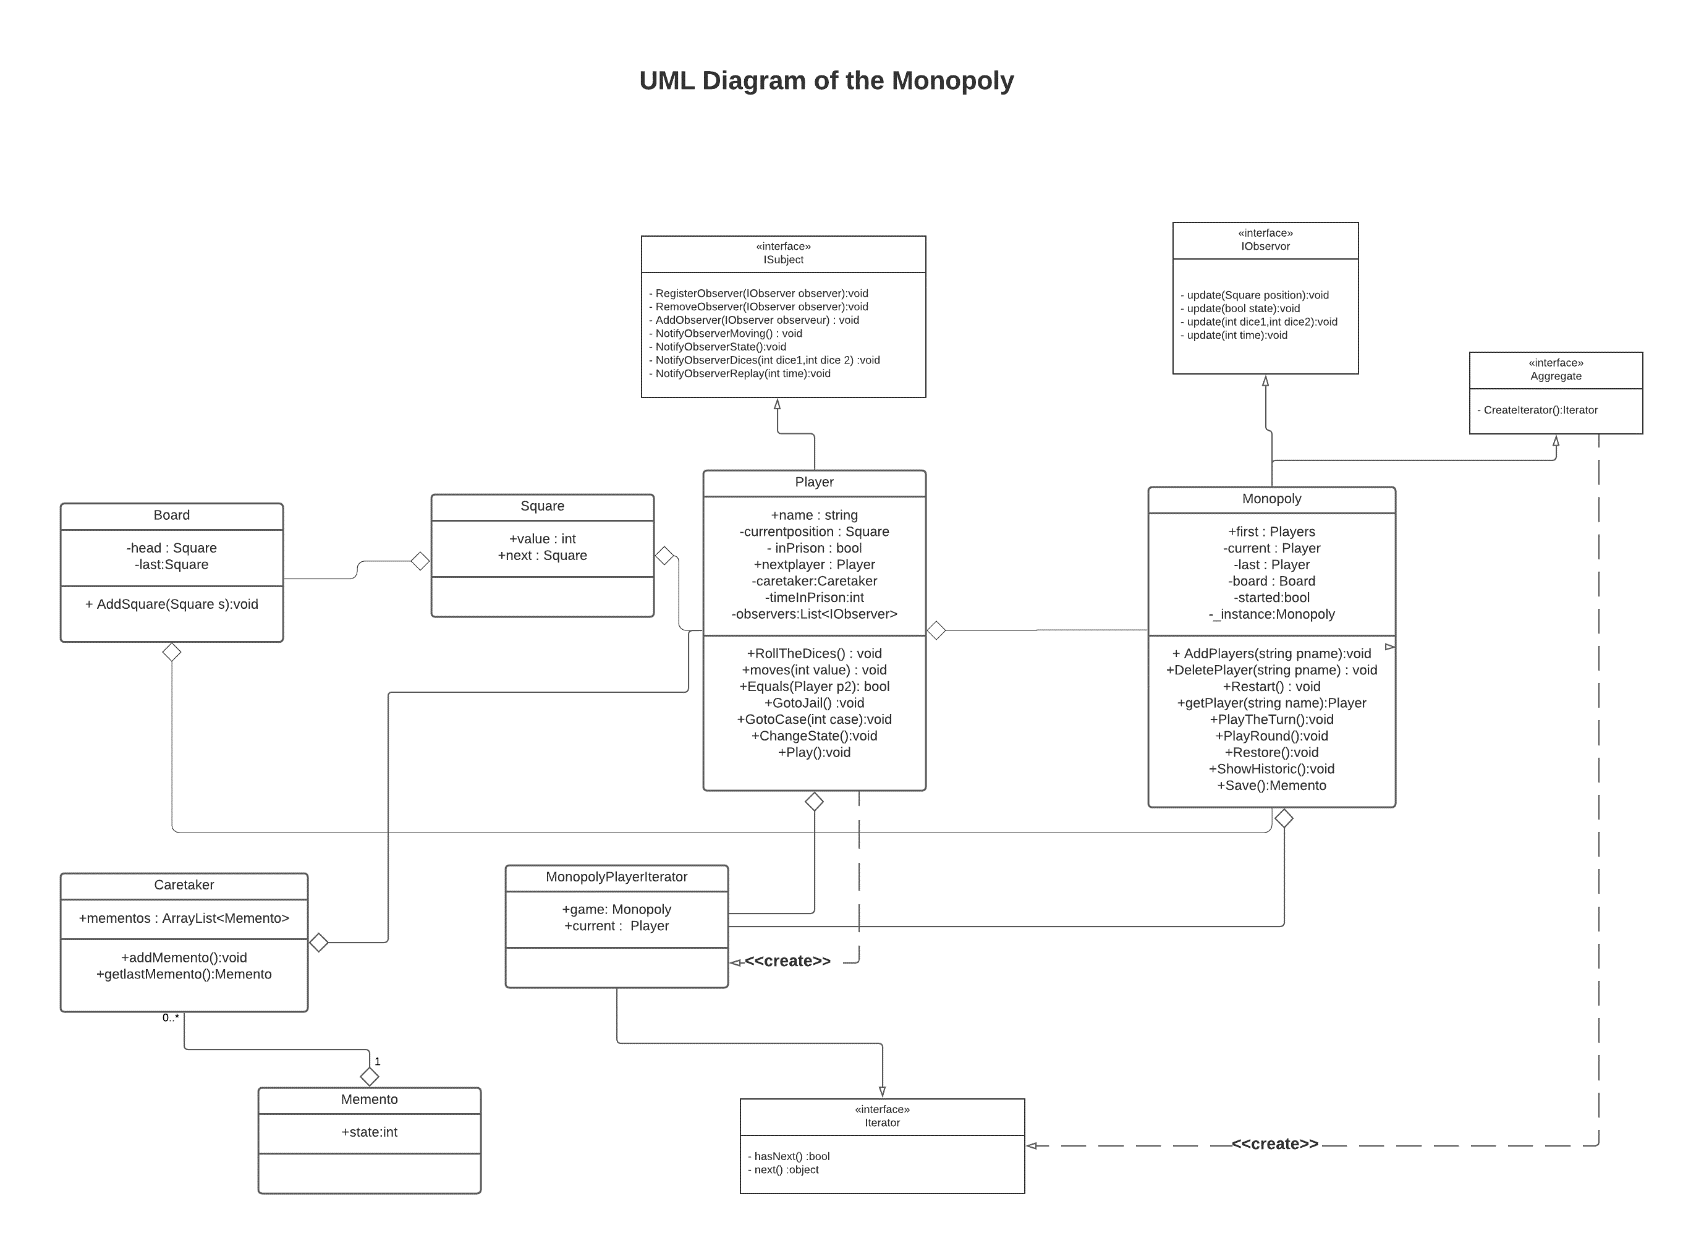 UML Diagram of the Monopoly
«interface»
ISubject
- RegisterObserver(IObserver observer):void
- RemoveObserver(IObserver observer):void
- AddObserver(IObserver observeur) : void
- NotifyObserverMoving() : void
- NotifyObserverState():void
- NotifyObserverDices(int dice1,int dice 2) :void
- NotifyObserverReplay(int time):void
«interface»
IObservor
- update(Square position):void
- update(bool state):void
- update(int dice1,int dice2):void
- update(int time):void
«interface»
Aggregate
- CreateIterator():Iterator
Board
-head : Square
-last:Square
+ AddSquare(Square s):void
Square
+value : int
+next : Square
Player
+name : string
-currentposition : Square
- inPrison : bool
+nextplayer : Player
-caretaker:Caretaker
-timeInPrison:int
-observers:List<IObserver>
+RollTheDices() : void
+moves(int value) : void
+Equals(Player p2): bool
+GotoJail() :void
+GotoCase(int case):void
+ChangeState():void
+Play():void
Monopoly
+first : Players
-current : Player
-last : Player
-board : Board
-started:bool
-_instance:Monopoly
+ AddPlayers(string pname):void
+DeletePlayer(string pname) : void
+Restart() : void
+getPlayer(string name):Player
+PlayTheTurn():void
+PlayRound():void
+Restore():void
+ShowHistoric():void
+Save():Memento
Caretaker
+mementos : ArrayList<Memento>
+addMemento():void
+getlastMemento():Memento
0..*
1
MonopolyPlayerIterator
+game: Monopoly
+current : Player
<<create>>
Memento
+state:int
«interface»
Iterator
- hasNext() :bool
- next() :object
<<create>>